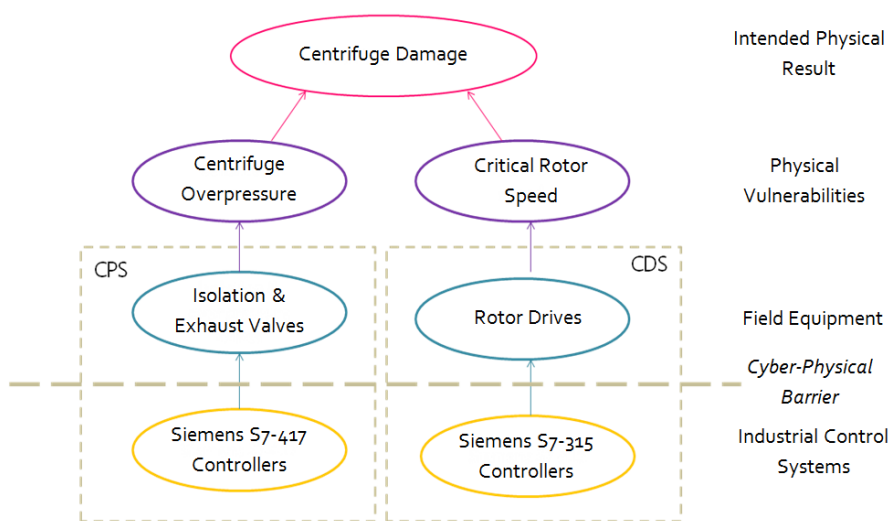 Centrifuge Damage
Intended Physical
Result
Centrifuge
Overpressure
Critical Rotor
Speed
Physical
Vulnerabilities
CPS
CDS
Isolation &
Exhaust Valves
Rotor Drives
Field Equipment
Cyber-Physical
Barrier
Siemens S7-417
Controllers
Siemens S7-315
Controllers
Industrial Control
Systems